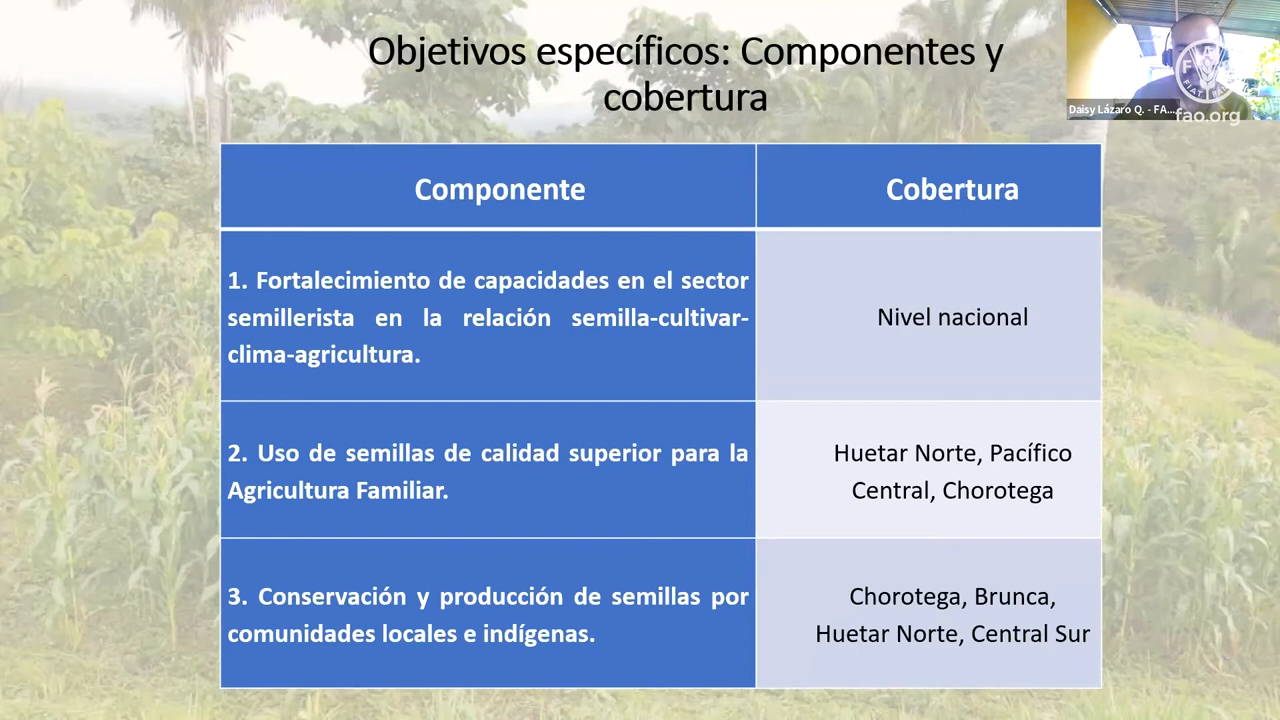 Objetivos específicos: Componentes y
cobertura
Daisy Lázaro Q. - FA...
fao.org
Componente
Cobertura
1. Fortalecimiento de capacidades en el sector
semillerista en la relación semilla-cultivar-
clima-agricultura.
Nivel nacional
2. Uso de semillas de calidad superior para la
Agricultura Familiar.
Huetar Norte, Pacífico
Central, Chorotega
3. Conservación y producción de semillas por
comunidades locales e indígenas.
Chorotega, Brunca,
Huetar Norte, Central Sur